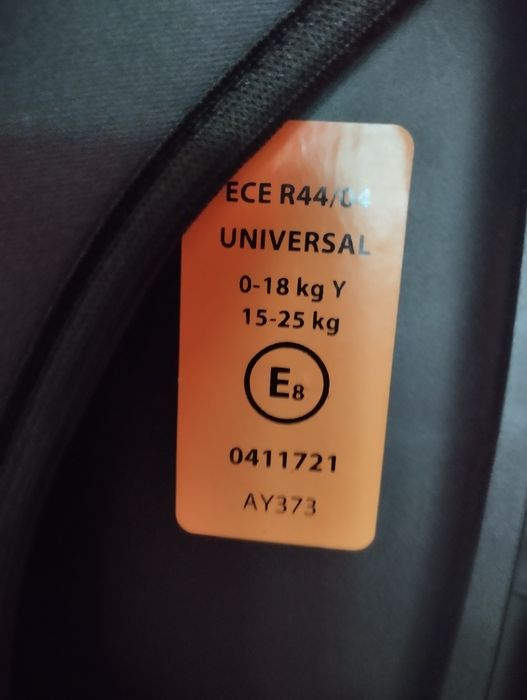 ECE R44/04
UNIVERSAL
0-18 kg Y
15-25 kg
E8
0411721
AY373